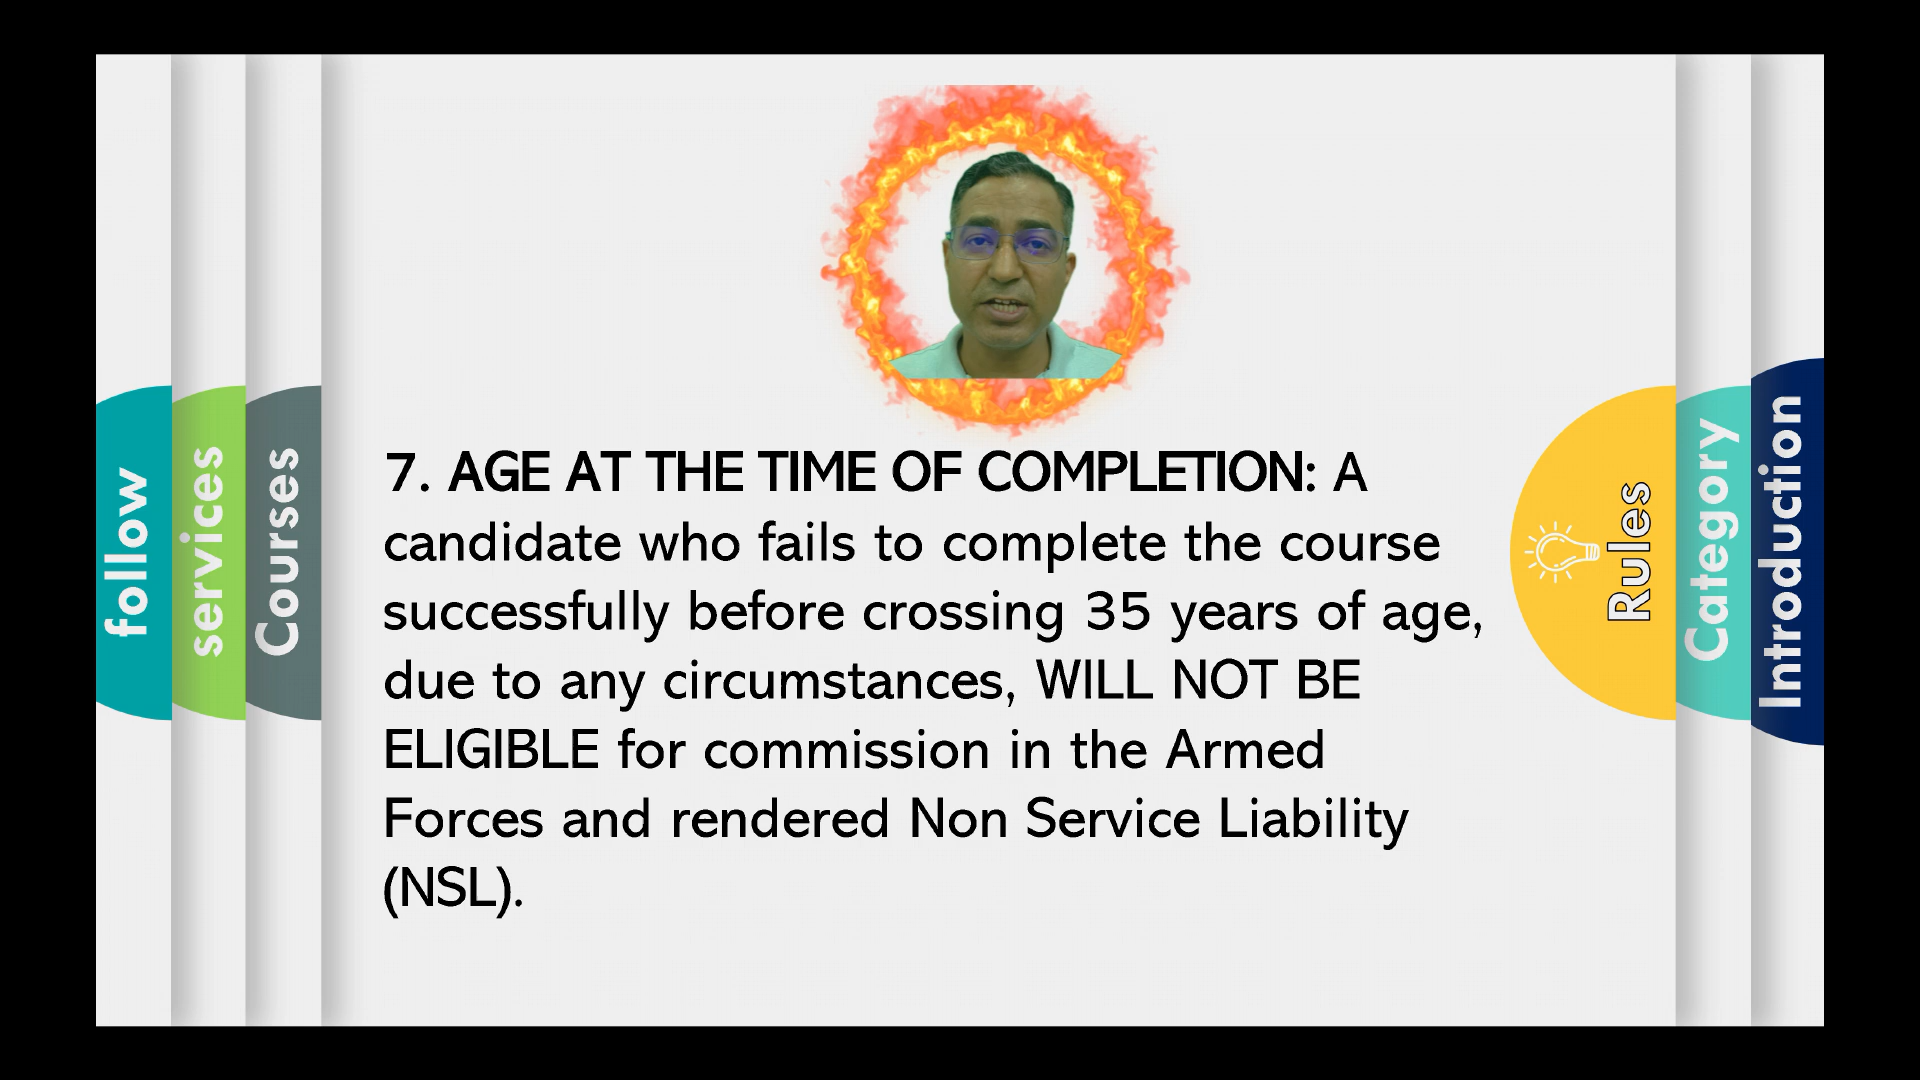 7. AGE AT THE TIME OF COMPLETION: A
candidate who fails to complete the course
successfully before crossing 35 years of age,
due to any circumstances, WILL NOT BE
ELIGIBLE for commission in the Armed
Forces and rendered Non Service Liability
(NSL).
follow
services
Courses
Rules
Category
Introduction